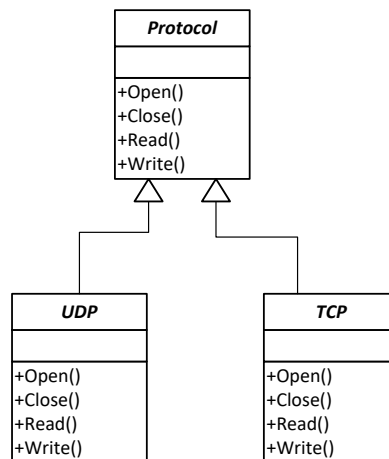 Protocol
+Open()
+Close()
+Read()
+Write()
UDP
+Open()
+Close()
+Read()
+Write()
TCP
+Open()
+Close()
+Read()
+Write()